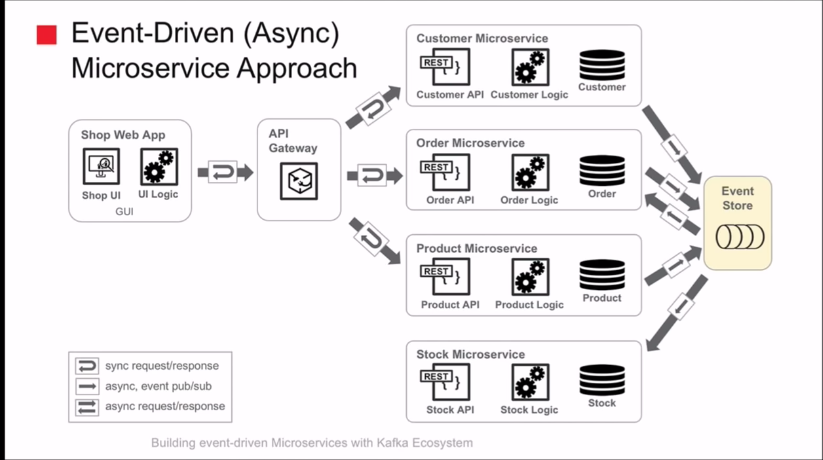 Event-Driven (Async)
Microservice Approach
Shop Web App
Shop UI
UI Logic
GUI
API
Gateway
Customer Microservice
REST
}
Customer API
Customer Logic
Customer
Order Microservice
REST
}
Order API
Order Logic
Order
Product Microservice
REST
}
Product API
Product Logic
Product
Stock Microservice
REST
}
Stock API
Stock Logic
Stock
Event
Store
sync request/response
async, event pub/sub
async request/response
Building event-driven Microservices with Kafka Ecosystem